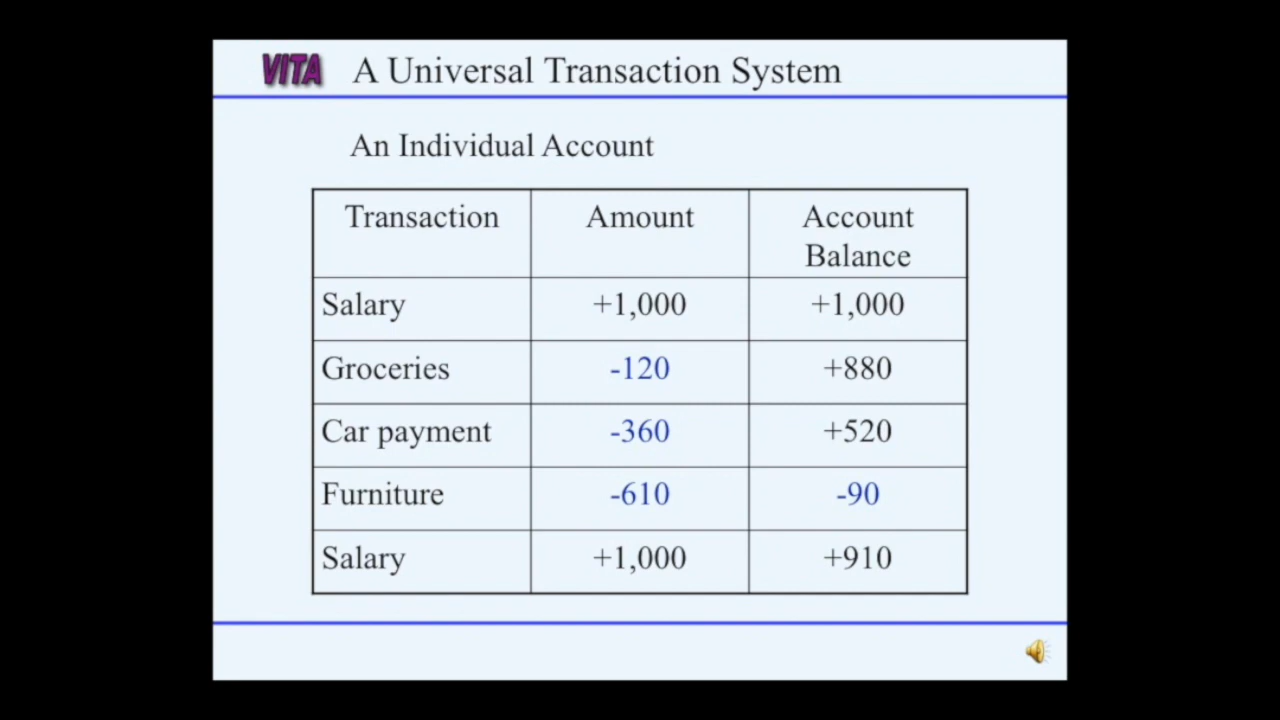 VITA A Universal Transaction System
An Individual Account
Transaction Amount Account
Balance
Salary +1,000 +1,000
Groceries -120 +880
Car payment -360 +520
Furniture -610 -90
Salary +1,000 +910